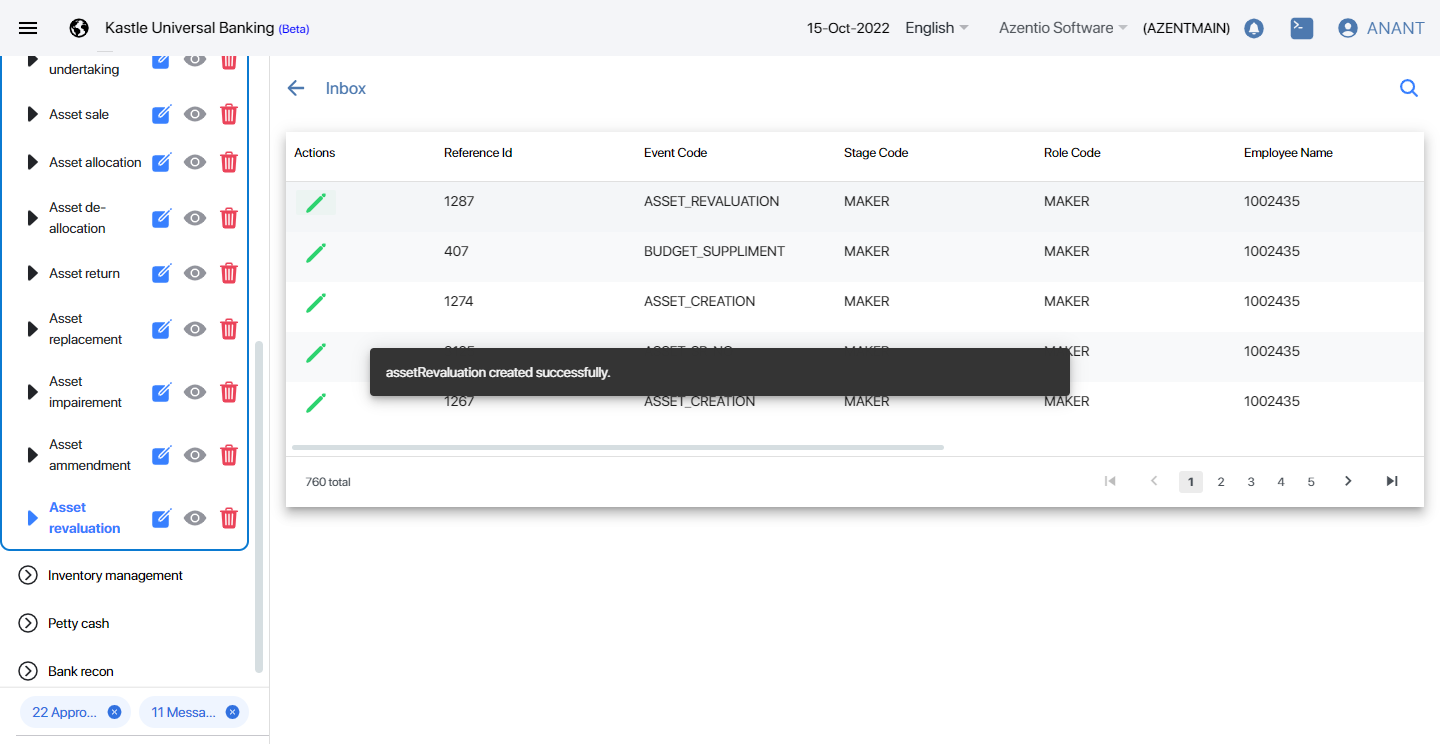 Kastle Universal Banking (Beta)
15-Oct-2022 English Azentio Software (AZENTMAIN) ANANT
undertaking
Asset sale
Asset allocation
Asset de-
allocation
Asset return
Asset
replacement
Asset
impairement
Asset
ammendment
Asset
revaluation
Inventory management
Petty cash
Bank recon
22 Appro...
11 Messa...
Inbox
Actions Reference Id Event Code Stage Code Role Code Employee Name
1287 ASSET_REVALUATION MAKER MAKER 1002435
407 BUDGET_SUPPLIMENT MAKER MAKER 1002435
1274 ASSET_CREATION MAKER MAKER 1002435
MAKER MAKER 1002435
assetRevaluation created successfully.
1267 ASSET_CREATION MAKER MAKER 1002435
760 total
1 2 3 4 5